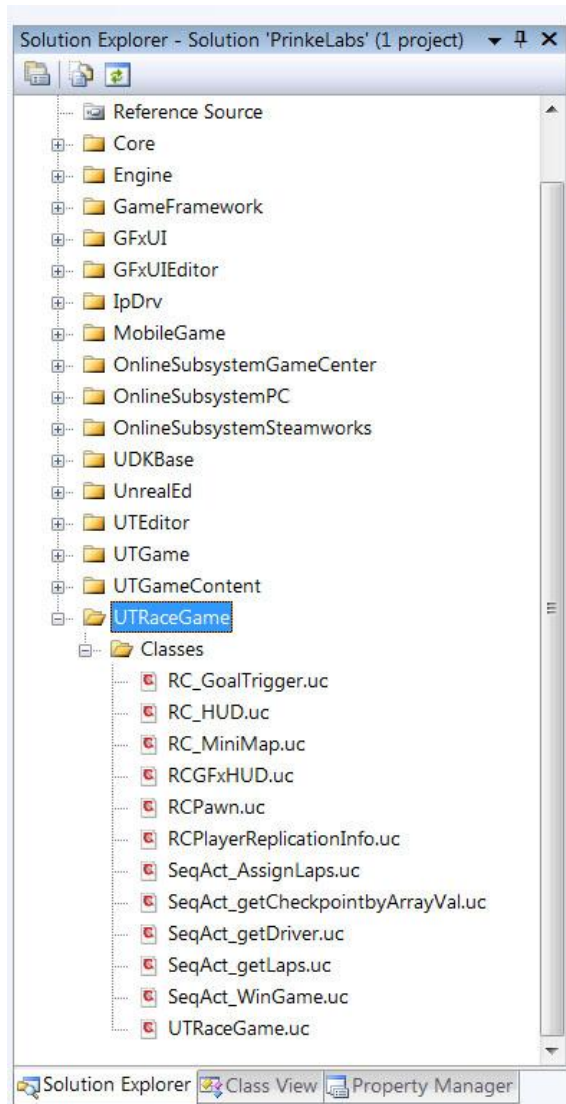 Solution Explorer - Solution 'PrinkeLabs' (1 project)
Reference Source
Core
Engine
GameFramework
GFxUI
GFxUIEditor
IpDrv
MobileGame
OnlineSubsystemGameCenter
OnlineSubsystemPC
OnlineSubsystemSteamworks
UDKBase
UnrealEd
UTEditor
UTGame
UTGameContent
UTRaceGame
Classes
RC_GoalTrigger.uc
RC_HUD.uc
RC_MiniMap.uc
RCGFxHUD.uc
RCPawn.uc
RCPlayerReplicationInfo.uc
SeqAct_AssignLaps.uc
SeqAct_getCheckpointbyArrayVal.uc
SeqAct_getDriver.uc
SeqAct_getLaps.uc
SeqAct_WinGame.uc
UTRaceGame.uc
Solution Explorer Class View Property Manager